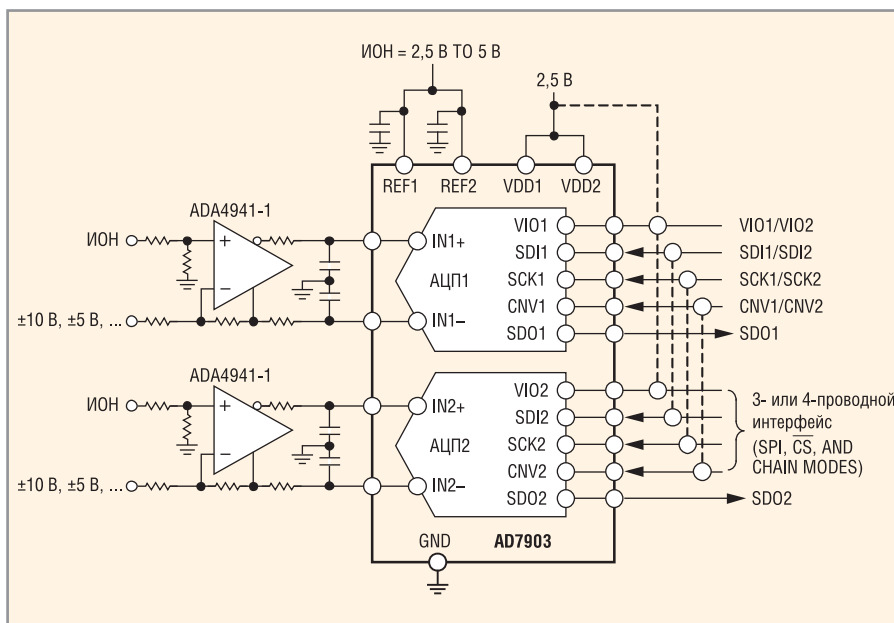 ИОН = 2,5 В ТО 5 В
2,5 В
REF1 REF2 VDD1 VDD2
ADA4941-1
ИОН
+
–
±10 В, ±5 В, ...
IN1+
АЦП1
IN1–
VIO1
SDI1
SCK1
CNV1
SDO1
VIO1/VIO2
SDI1/SDI2
SCK1/SCK2
CNV1/CNV2
SDO1
ADA4941-1
ИОН
+
–
±10 В, ±5 В, ...
IN2+
АЦП2
IN2–
VIO2
SDI2
SCK2
CNV2
SDO2
3- или 4-проводной
интерфейс
(SPI, CS, AND
CHAIN MODES)
SDO2
GND
AD7903